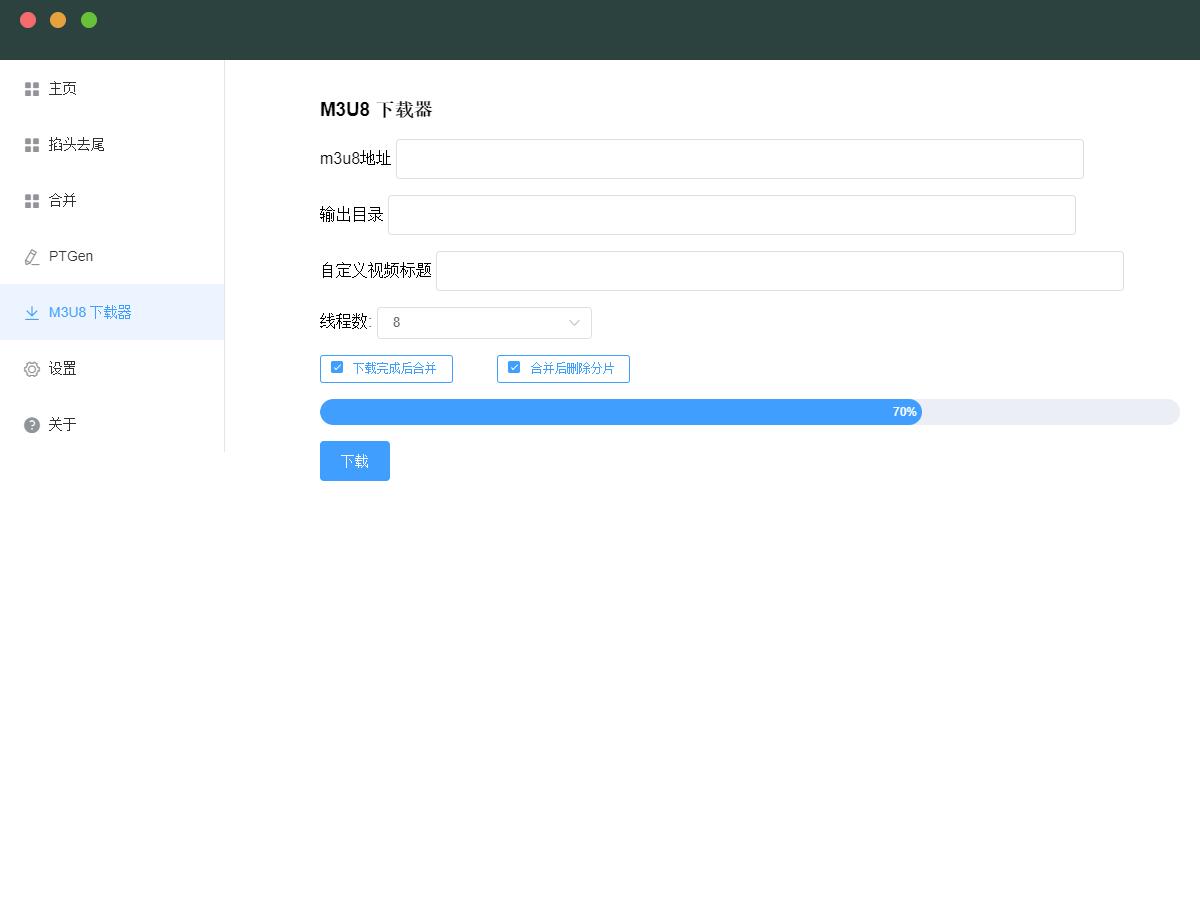 主页
掐头去尾
合并
PTGen
M3U8 下载器
设置
关于
M3U8 下载器
m3u8地址
输出目录
自定义视频标题
线程数: 8
下载完成后合并 合并后删除分片
70%
下载